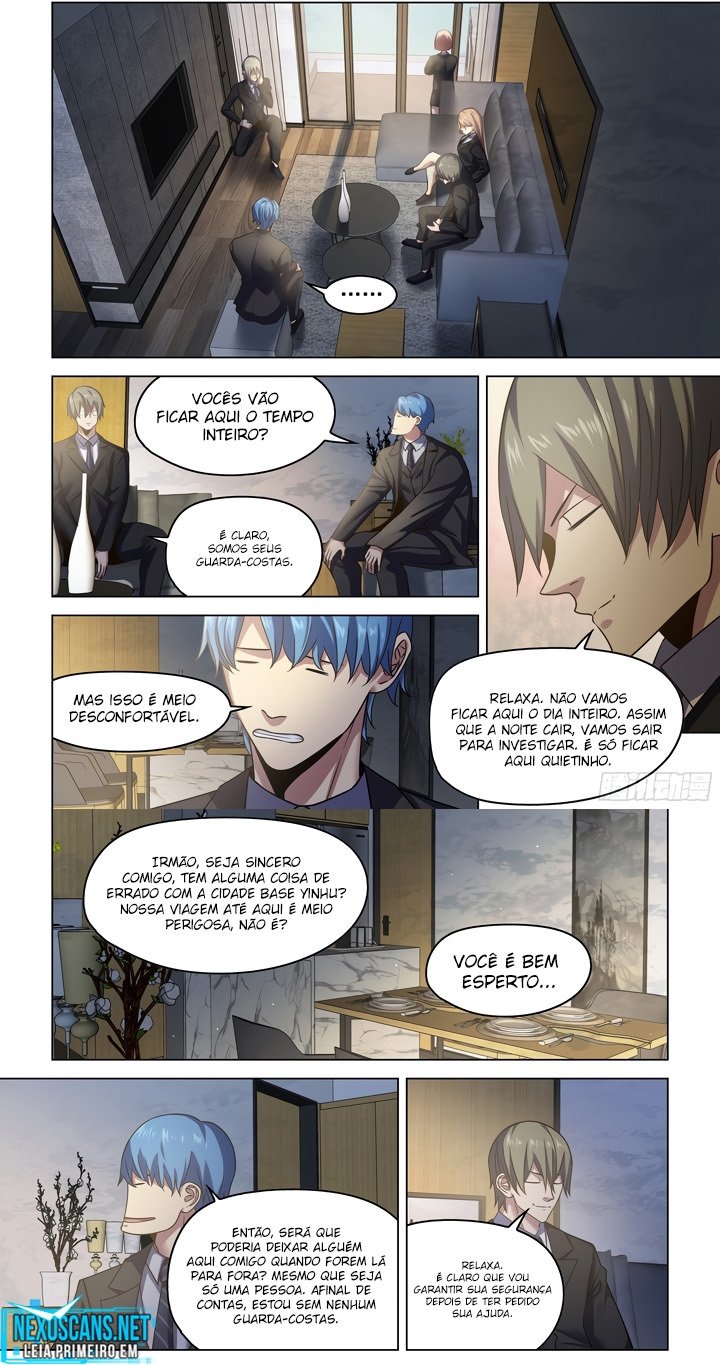 ......
VOCÊS VÃO
FICAR AQUI O TEMPO
INTEIRO?
É CLARO,
SOMOS SEUS
GUARDA-COSTAS.
MAS ISSO É MEIO
DESCONFORTÁVEL.
RELAXA. NÃO VAMOS
FICAR AQUI O DIA INTEIRO. ASSIM
QUE A NOITE CAIR, VAMOS SAIR
PARA INVESTIGAR. É SÓ FICAR
AQUI QUIETINHO.
IRMÃO, SEJA SINCERO
COMIGO, TEM ALGUMA COISA DE
ERRADO COM A CIDADE BASE YINHU?
NOSSA VIAGEM ATÉ AQUI É MEIO
PERIGOSA, NÃO É?
VOCÊ É BEM
ESPERTO...
ENTÃO, SERÁ QUE
PODERIA DEIXAR ALGUÉM
AQUI COMIGO QUANDO FOREM LÁ
PARA FORA? MESMO QUE SEJA
SÓ UMA PESSOA. AFINAL DE
CONTAS, ESTOU SEM NENHUM
GUARDA-COSTAS.
RELAXA.
É CLARO QUE VOU
GARANTIR SUA SEGURANÇA
DEPOIS DE TER PEDIDO
SUA AJUDA.
NEXOSCANS.NET
LEIA PRIMEIRO EM